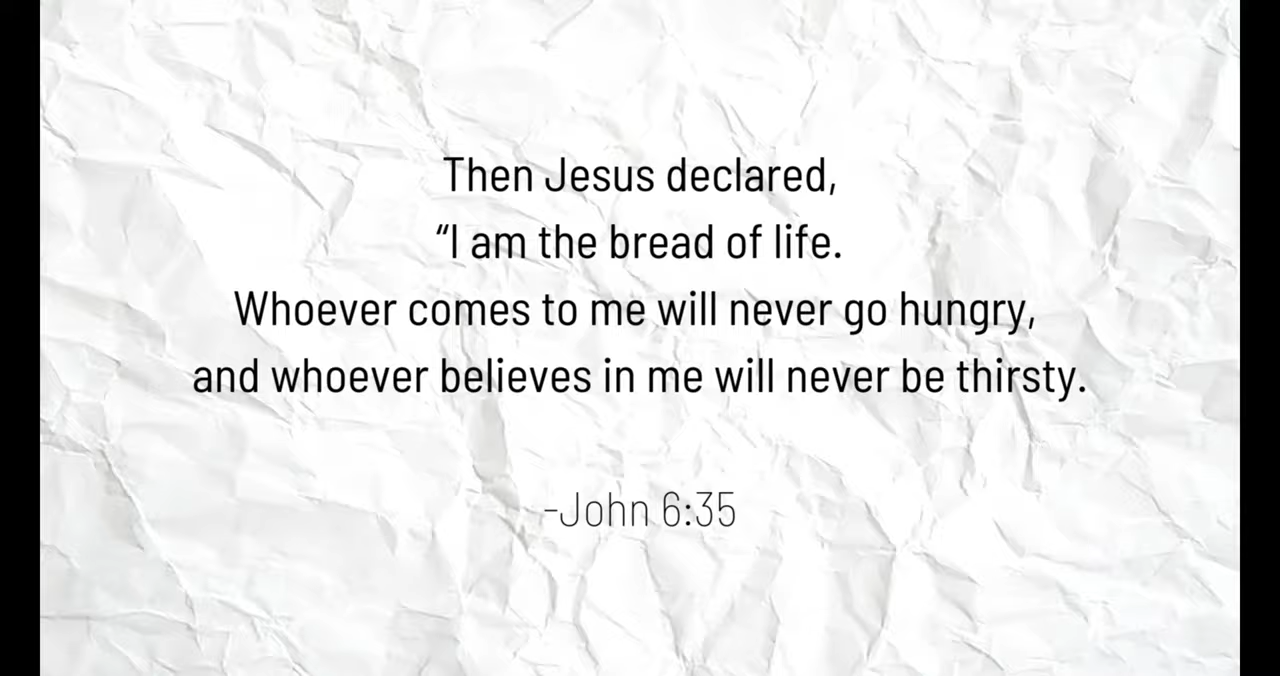 Then Jesus declared,
“I am the bread of life.
Whoever comes to me will never go hungry,
and whoever believes in me will never be thirsty.
-John 6:35